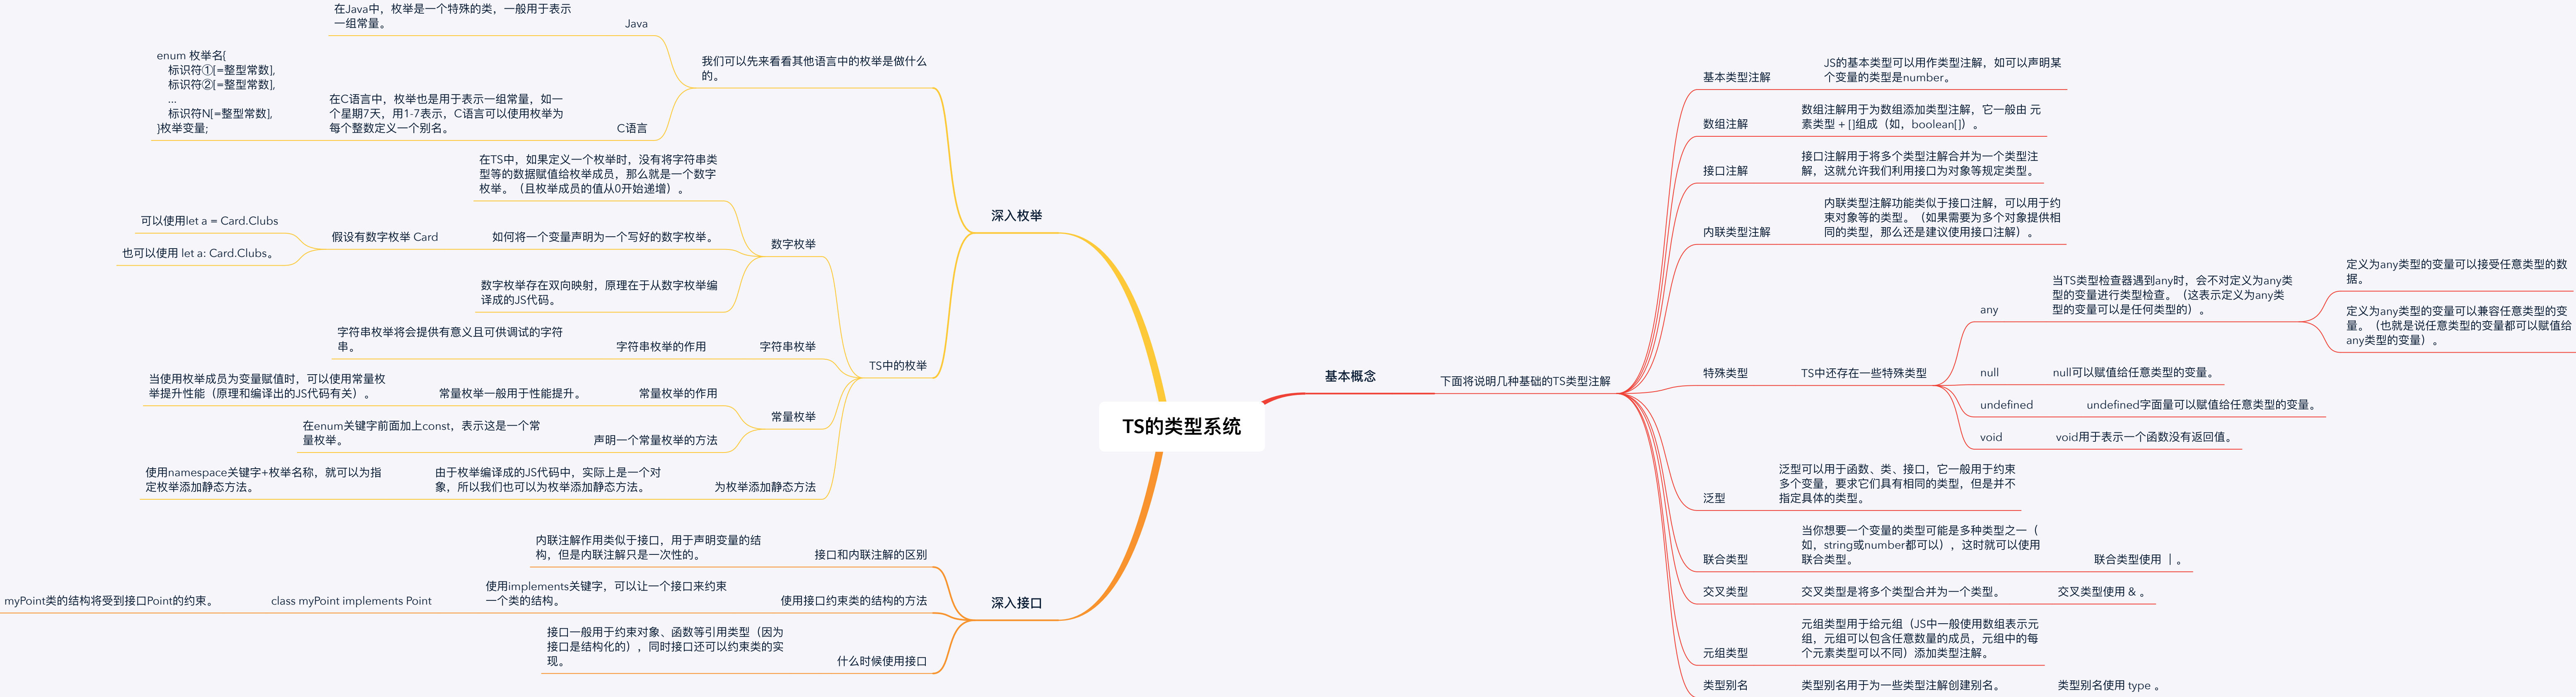 TS的类型系统
基本概念
下面将说明几种基础的TS类型注解
基本类型注解
JS的基本类型可以用作类型注解，如可以声明某
个变量的类型是number。
数组注解
数组注解用于为数组添加类型注解，它一般由 元
素类型 + []组成（如，boolean[]）。
接口注解
接口注解用于将多个类型注解合并为一个类型注
解，这就允许我们利用接口为对象等规定类型。
内联类型注解
内联类型注解功能类似于接口注解，可以用于约
束对象等的类型。（如果需要为多个对象提供相
同的类型，那么还是建议使用接口注解）。
特殊类型
TS中还存在一些特殊类型
any
当TS类型检查器遇到any时，会不对定义为any类
型的变量进行类型检查。（这表示定义为any类
型的变量可以是任何类型的）。
定义为any类型的变量可以接受任意类型的数
据。
定义为any类型的变量可以兼容任意类型的变
量。（也就是说任意类型的变量都可以赋值给
any类型的变量）。
null
null可以赋值给任意类型的变量。
undefined
undefined字面量可以赋值给任意类型的变量。
void
void用于表示一个函数没有返回值。
泛型
泛型可以用于函数、类、接口，它一般用于约束
多个变量，要求它们具有相同的类型，但是并不
指定具体的类型。
联合类型
当你想要一个变量的类型可能是多种类型之一（
如，string或number都可以），这时就可以使用
联合类型。
联合类型使用 ｜。
交叉类型
交叉类型是将多个类型合并为一个类型。
交叉类型使用 & 。
元组类型
元组类型用于给元组（JS中一般使用数组表示元
组，元组可以包含任意数量的成员，元组中的每
个元素类型可以不同）添加类型注解。
类型别名
类型别名用于为一些类型注解创建别名。
类型别名使用 type 。
深入枚举
我们可以先来看看其他语言中的枚举是做什么
的。
Java
在Java中，枚举是一个特殊的类，一般用于表示
一组常量。
C语言
在C语言中，枚举也是用于表示一组常量，如一
个星期7天，用1-7表示，C语言可以使用枚举为
每个整数定义一个别名。
enum 枚举名{
标识符①[=整型常数],
标识符②[=整型常数],
...
标识符N[=整型常数],
}枚举变量;
TS中的枚举
数字枚举
在TS中，如果定义一个枚举时，没有将字符串类
型等的数据赋值给枚举成员，那么就是一个数字
枚举。（且枚举成员的值从0开始递增）。
如何将一个变量声明为一个写好的数字枚举。
假设有数字枚举 Card
可以使用let a = Card.Clubs
也可以使用 let a: Card.Clubs。
数字枚举存在双向映射，原理在于从数字枚举编
译成的JS代码。
字符串枚举
字符串枚举的作用
字符串枚举将会提供有意义且可供调试的字符
串。
常量枚举
常量枚举的作用
常量枚举一般用于性能提升。
当使用枚举成员为变量赋值时，可以使用常量枚
举提升性能（原理和编译出的JS代码有关）。
声明一个常量枚举的方法
在enum关键字前面加上const，表示这是一个常
量枚举。
为枚举添加静态方法
由于枚举编译成的JS代码中，实际上是一个对
象，所以我们也可以为枚举添加静态方法。
使用namespace关键字+枚举名称，就可以为指
定枚举添加静态方法。
深入接口
接口和内联注解的区别
内联注解作用类似于接口，用于声明变量的结
构，但是内联注解只是一次性的。
使用接口约束类的结构的方法
使用implements关键字，可以让一个接口来约束
一个类的结构。
class myPoint implements Point
myPoint类的结构将受到接口Point的约束。
什么时候使用接口
接口一般用于约束对象、函数等引用类型（因为
接口是结构化的），同时接口还可以约束类的实
现。